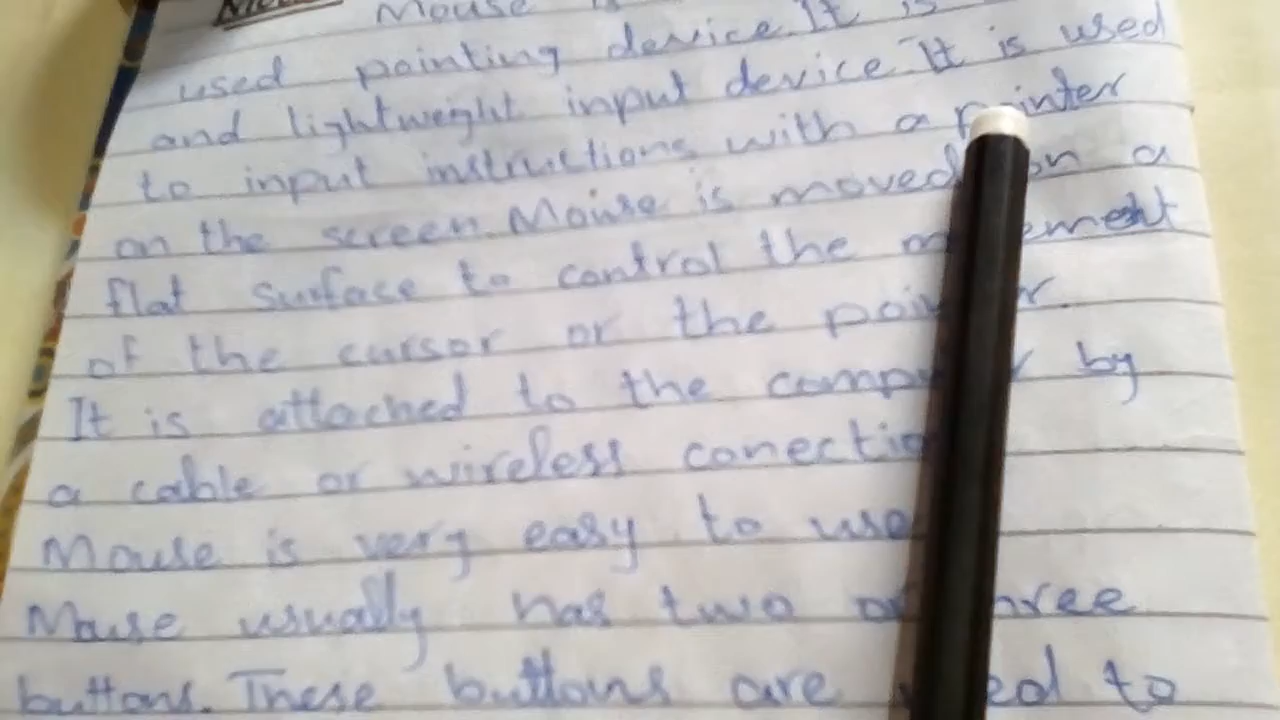 Mouse
used pointing device. It is
and lightweight input device. It is used
to input instructions with a pointer
on the screen. Mouse is moved on a
flat surface to control the
of the cursor or the
It is attached to the by
a cable or wireless
Mouse is very easy to use
Mouse usually has two or
buttons. These buttons are to